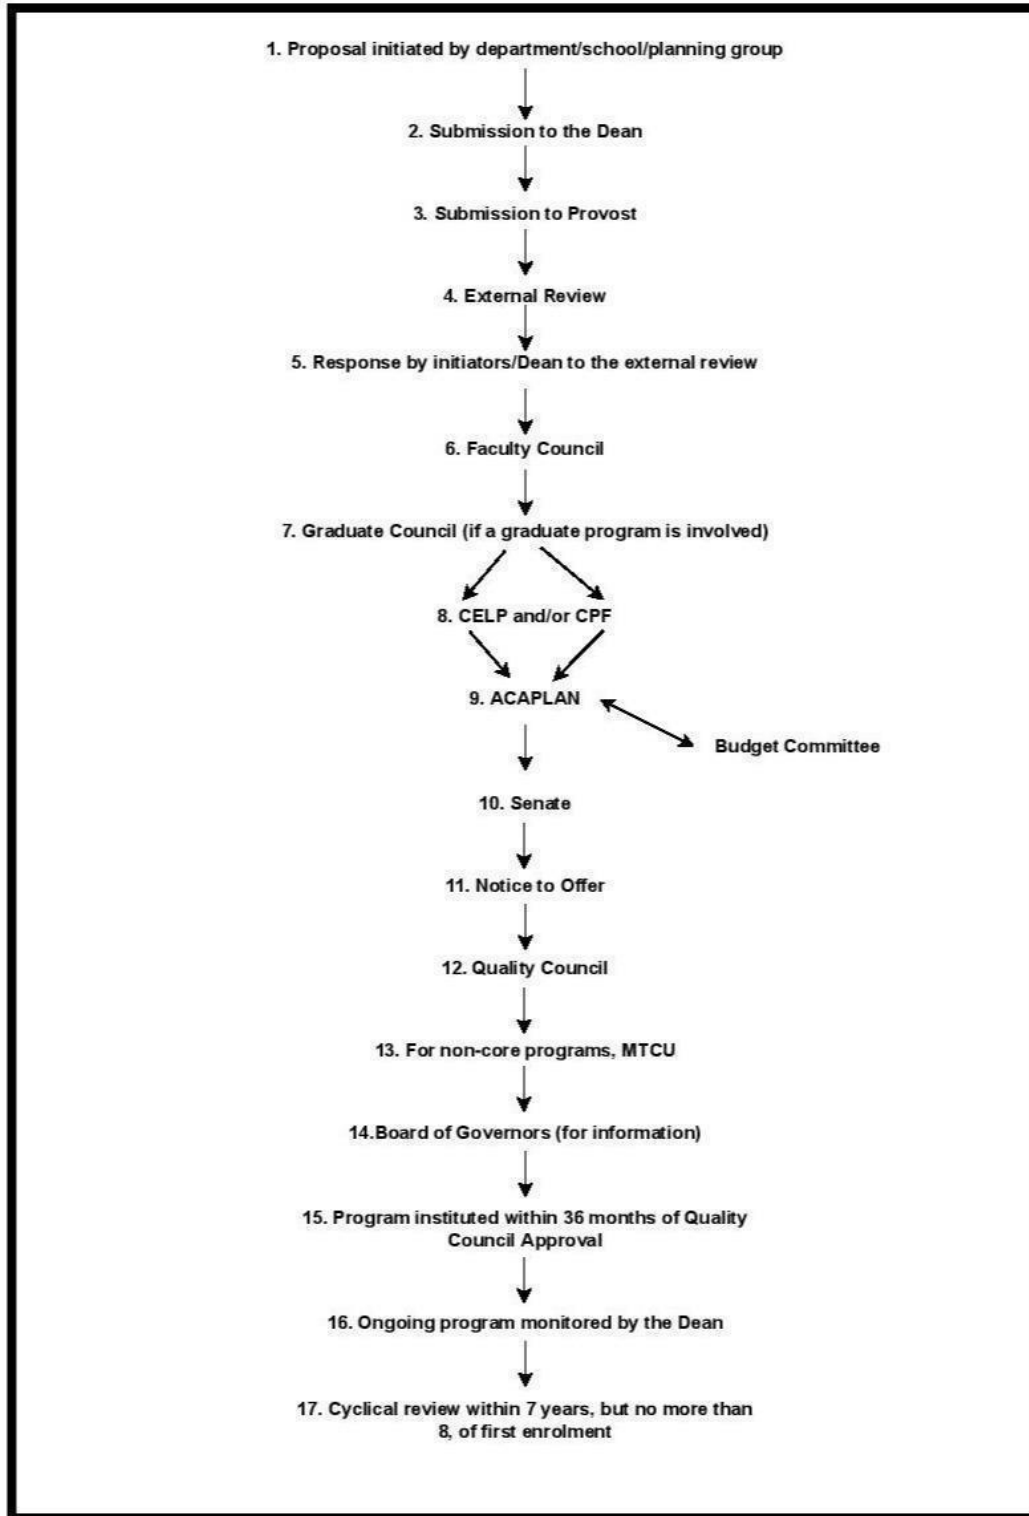 1. Proposal initiated by department/school/planning group
2. Submission to the Dean
3. Submission to Provost
4. External Review
5. Response by initiators/Dean to the external review
6. Faculty Council
7. Graduate Council (if a graduate program is involved)
8. CELP and/or CPF
9. ACAPLAN
Budget Committee
10. Senate
11. Notice to Offer
12. Quality Council
13. For non-core programs, MTCU
14.Board of Governors (for information)
15. Program instituted within 36 months of Quality
Council Approval
16. Ongoing program monitored by the Dean
17. Cyclical review within 7 years, but no more than
8, of first enrolment